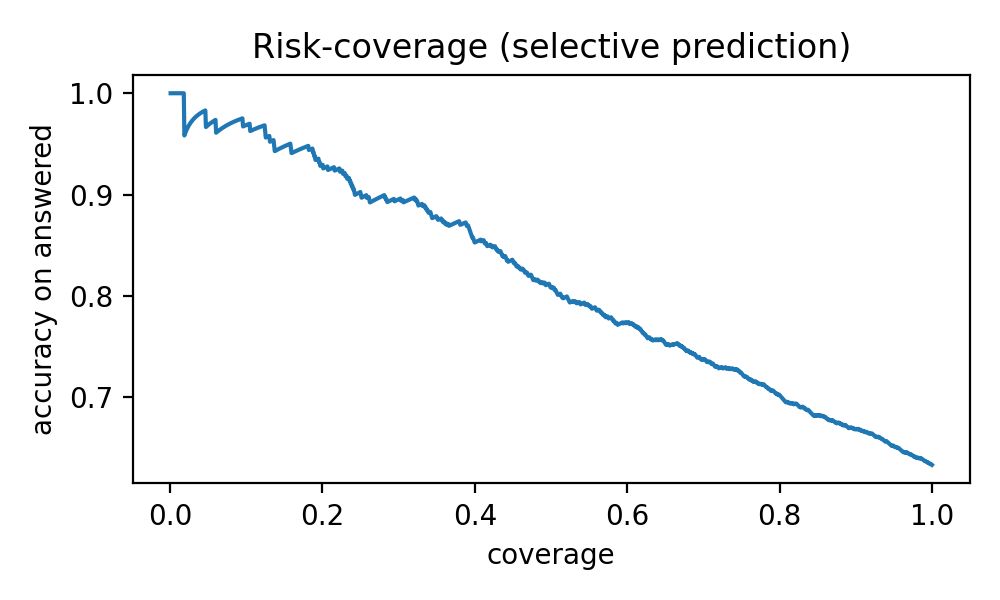 Risk-coverage (selective prediction)
accuracy on answered
1.0
0.9
0.8
0.7
0.0 0.2 0.4 0.6 0.8 1.0
coverage